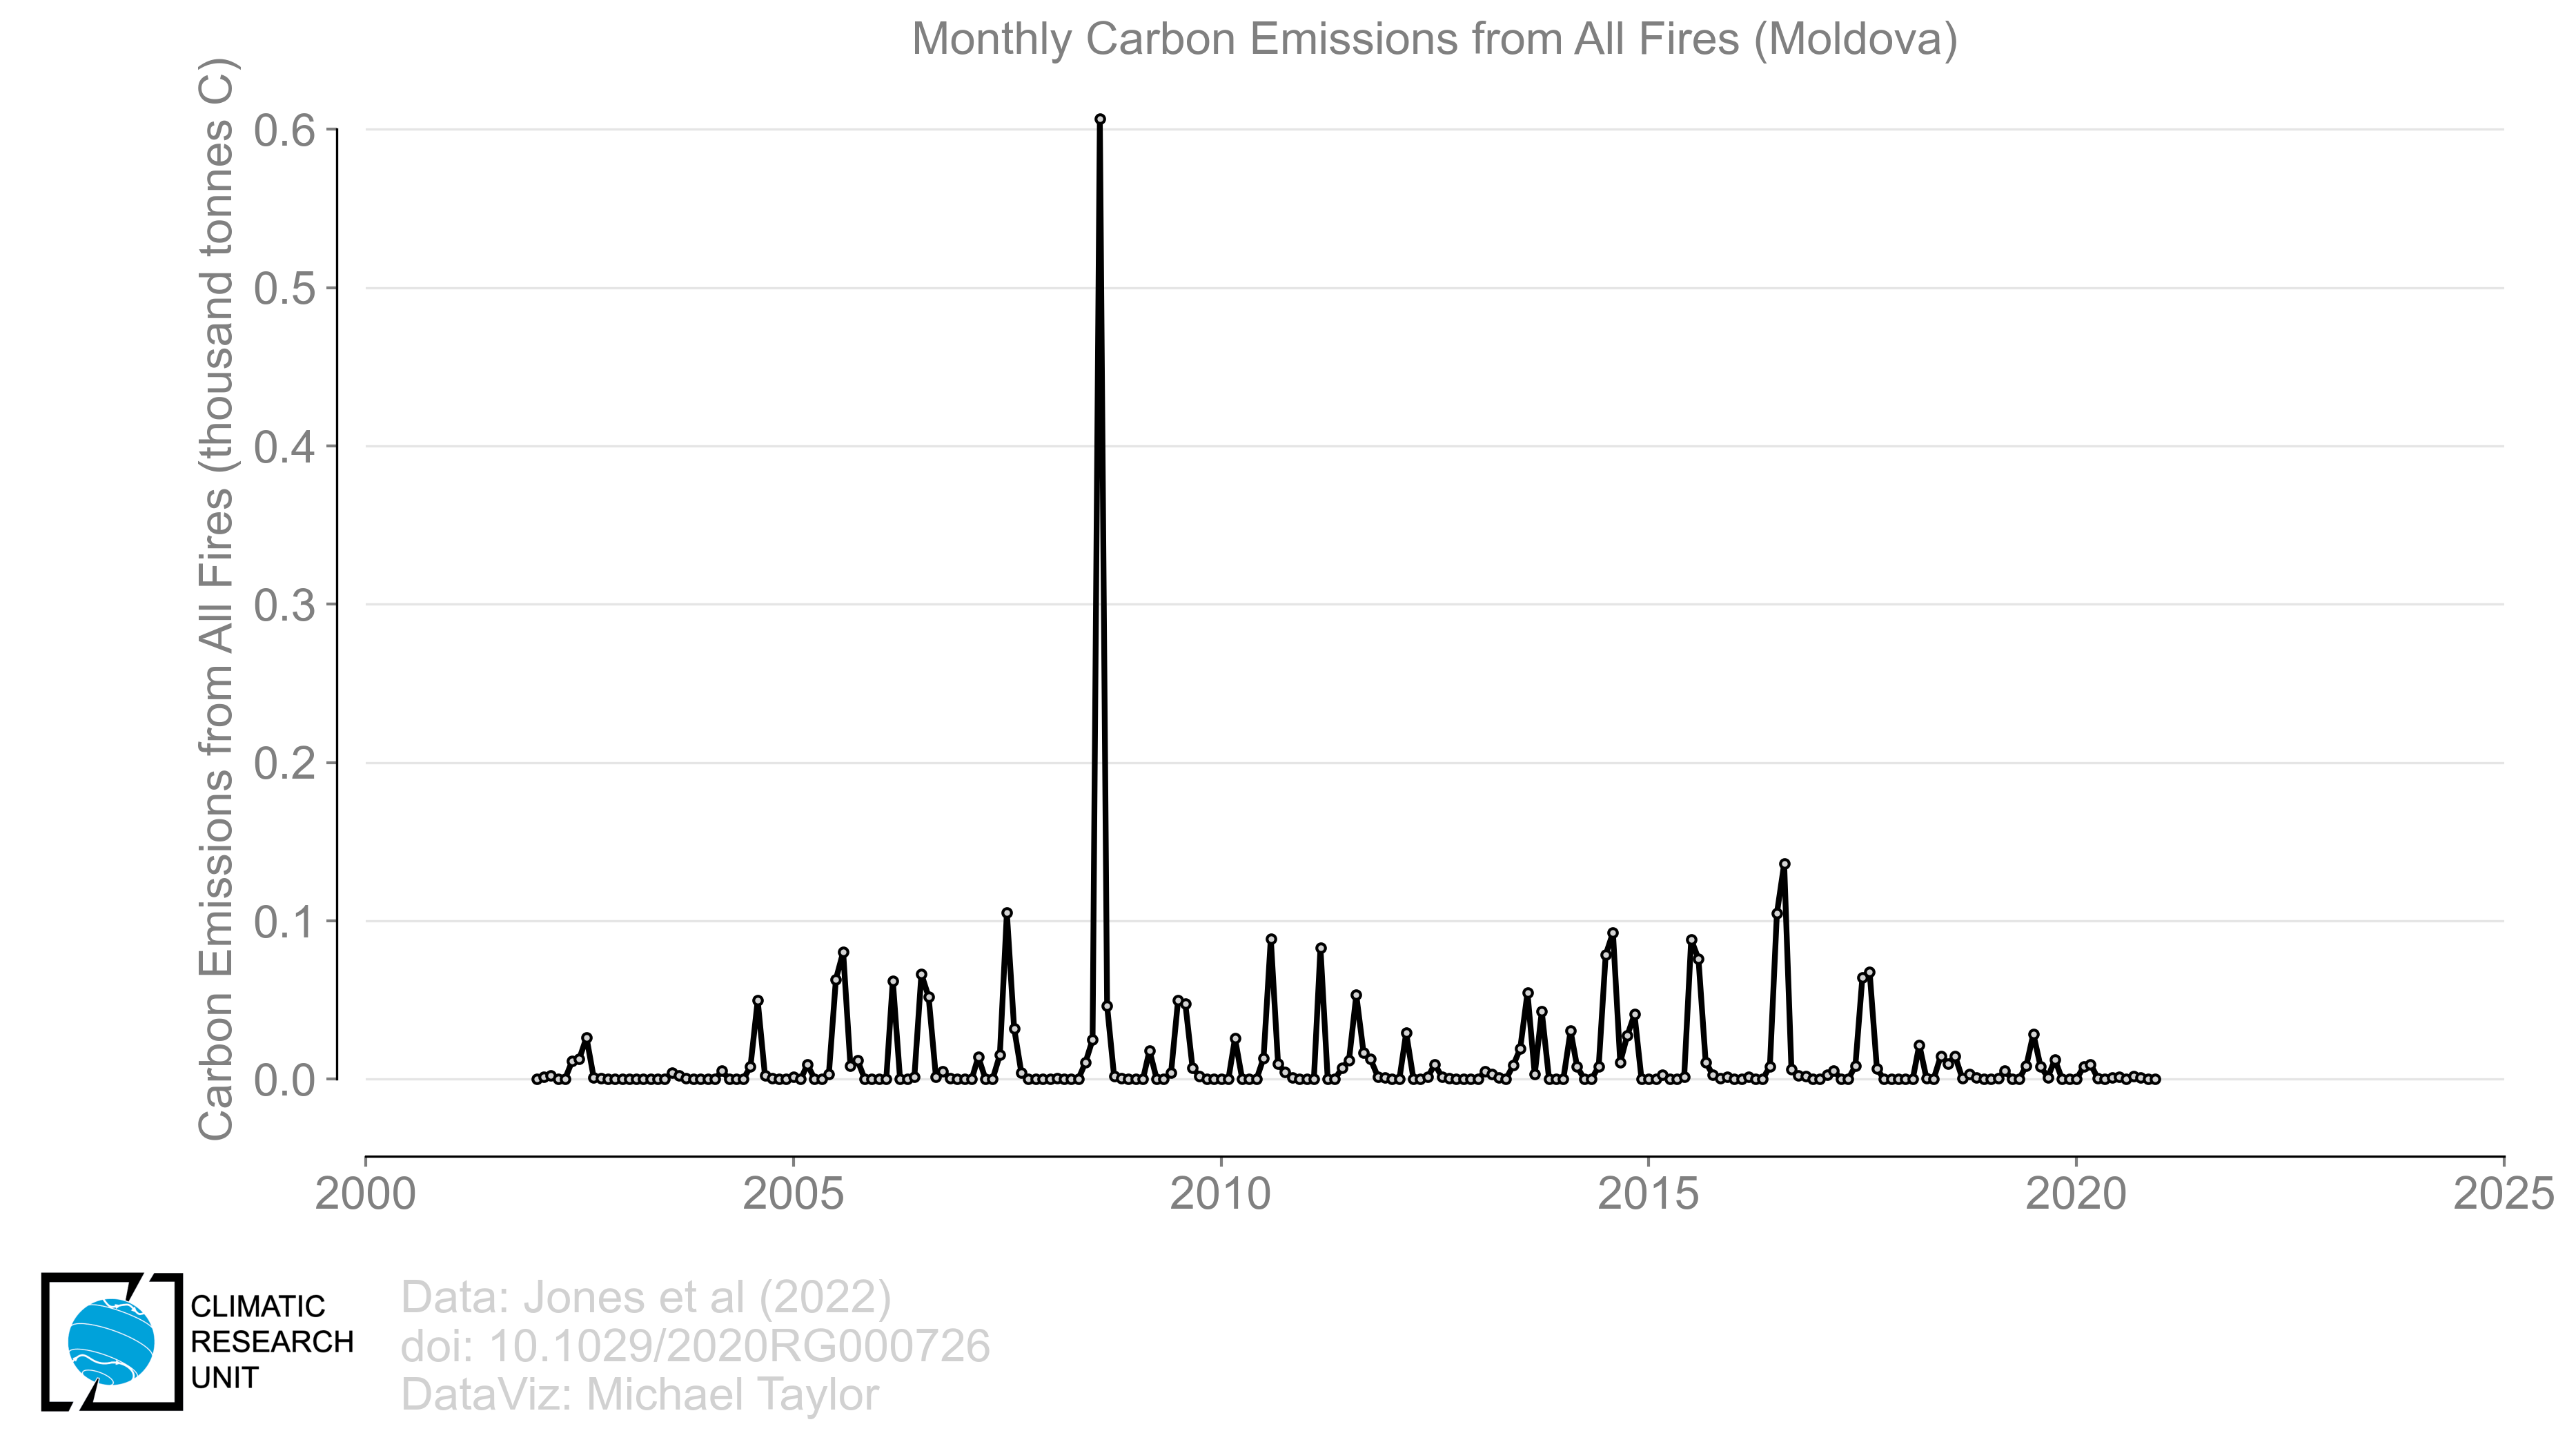 Monthly Carbon Emissions from All Fires (Moldova)
Carbon Emissions from All Fires (thousand tonnes C)
0.6
0.5
0.4
0.3
0.2
0.1
0.0
2000 2005 2010 2015 2020 2025
CLIMATIC
RESEARCH
UNIT
Data: Jones et al (2022)
doi: 10.1029/2020RG000726
DataViz: Michael Taylor